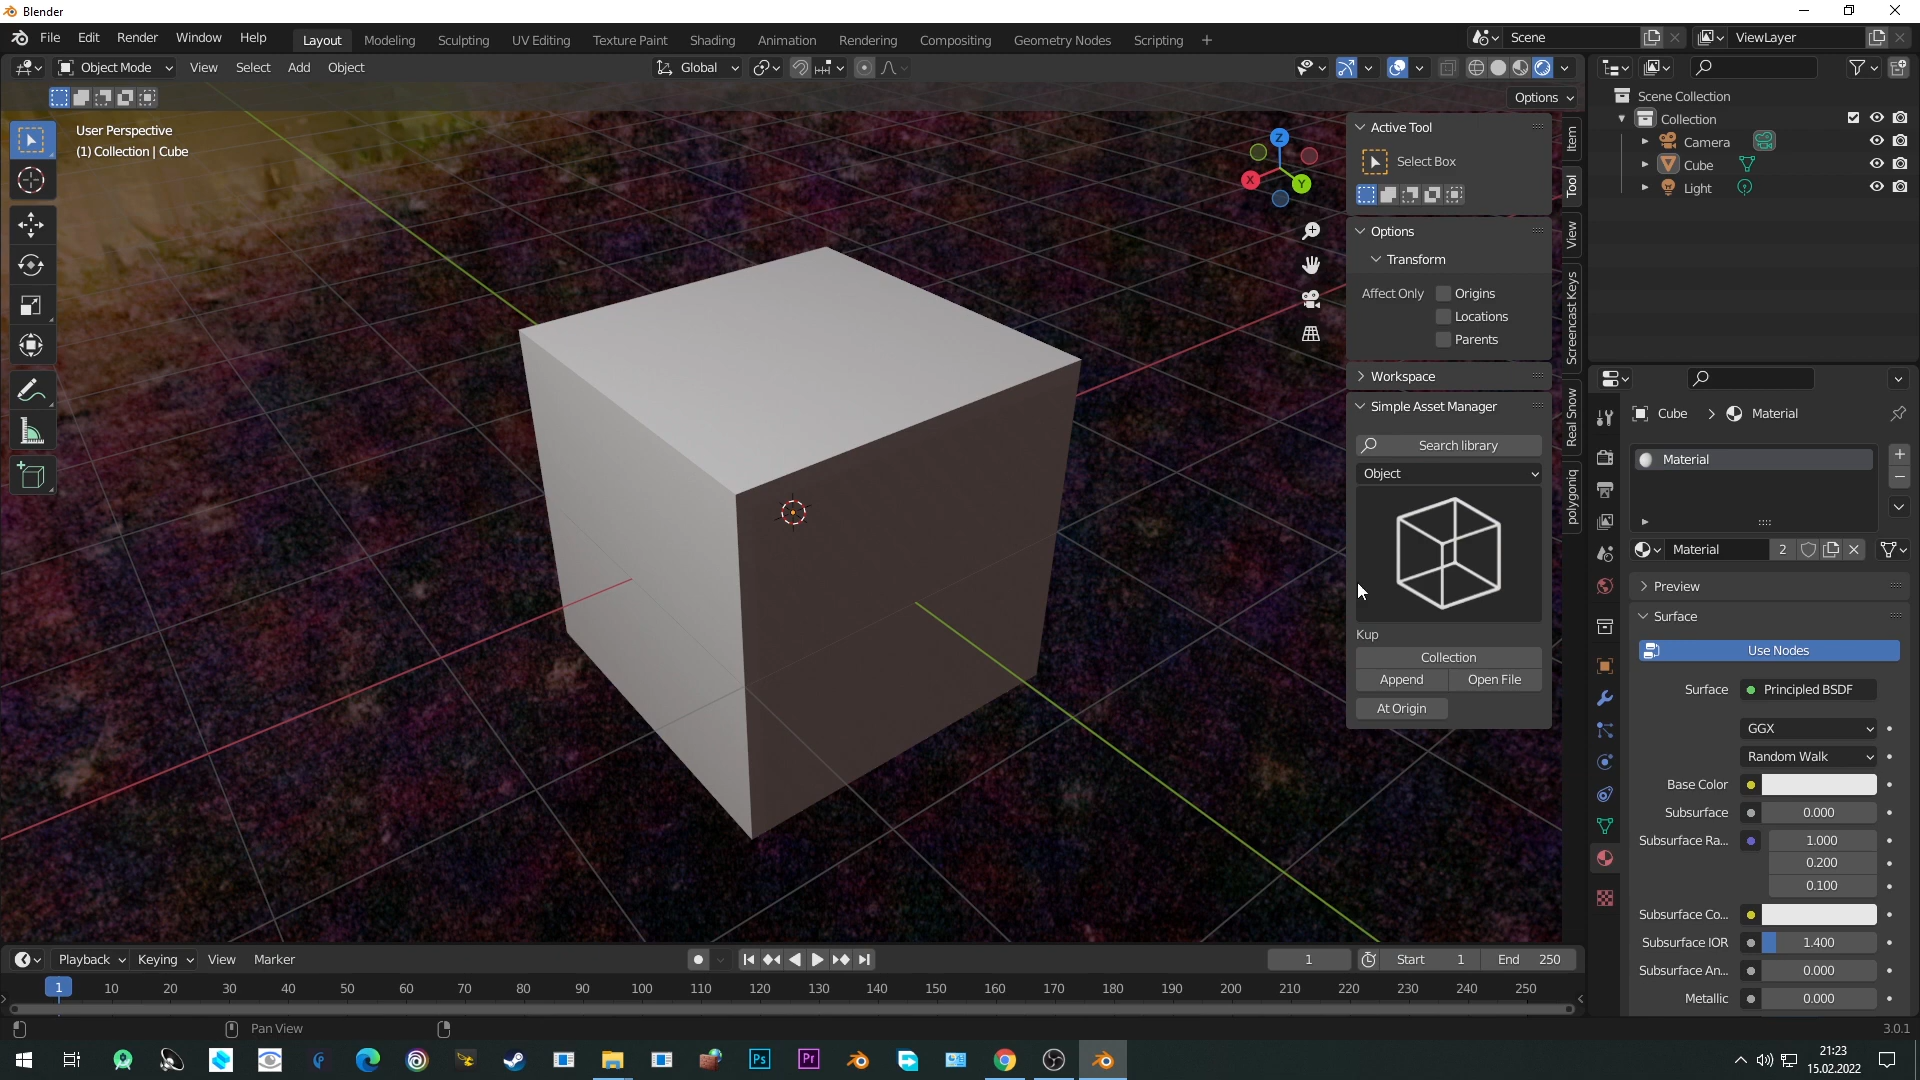 Blender
File Edit Render Window Help
Layout Modeling Sculpting UV Editing Texture Paint Shading Animation Rendering Compositing Geometry Nodes Scripting +
Scene
ViewLayer
Object Mode View Select Add Object
Global
Options
User Perspective
(1) Collection | Cube
Z
X
Y
Active Tool
Select Box
Options
Transform
Affect Only Origins
Locations
Parents
Workspace
Simple Asset Manager
Search library
Object
Kup
Collection
Append Open File
At Origin
Item
Tool
View
Screencast Keys
Real Snow
polygoniq
Scene Collection
Collection
Camera
Cube
Light
Cube > Material
Material
Material 2
Preview
Surface
Use Nodes
Surface Principled BSDF
GGX
Random Walk
Base Color
Subsurface 0.000
Subsurface Ra... 1.000
0.200
0.100
Subsurface Co...
Subsurface IOR 1.400
Subsurface An... 0.000
Metallic 0.000
Playback Keying View Marker
1 Start 1 End 250
1 10 20 30 40 50 60 70 80 90 100 110 120 130 140 150 160 170 180 190 200 210 220 230 240 250
Pan View
3.0.1
Ps
Pr
21:23
15.02.2022